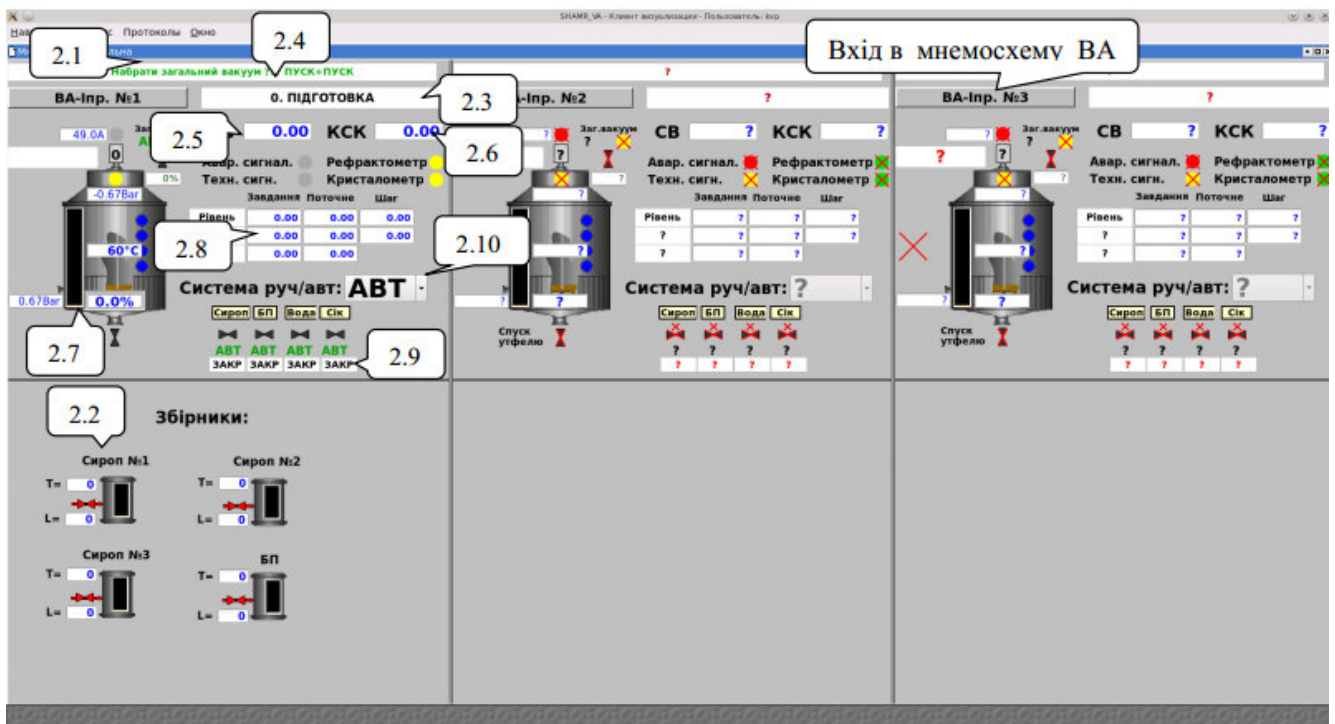 SHAMR_VA - Клиент визуализации - Пользователь: kvp
Протоколы Окно
2.1
2.4
Вхід в мнемосхему ВА
Набрати загальний вакуум ? - ПУСК+ПУСК
?
ВА-Іпр. №1
0. ПІДГОТОВКА
2.3
ВА-Іпр. №2
?
ВА-Іпр. №3
?
49.0A
2.5
0.00
КСК
0.00
2.6
0
-0.67Bar
0%
Авар. сигнал.
Рефрактометр
Техн. сигн.
Кристалометр
Завдання Поточне Шаг
Рівень 0.00 0.00 0.00
0.00 0.00 0.00
0.00 0.00
2.8
60°C
2.10
Система руч/авт: АВТ
0.67Bar
0.0%
Сироп БП Вода Сік
АВТ АВТ АВТ АВТ
ЗАКР ЗАКР ЗАКР ЗАКР
2.7
2.9
?
Заг.вакуум
?
СВ ? КСК ?
?
?
?
Авар. сигнал.
Рефрактометр
Техн. сигн.
Кристалометр
Завдання Поточне Шаг
Рівень ? ? ?
? ? ? ?
? ? ?
?
Система руч/авт: ?
?
?
Сироп БП Вода Сік
Спуск
утфелю
? ? ? ?
? ? ? ?
?
Заг.вакуум
?
СВ ? КСК ?
?
?
?
?
Авар. сигнал.
Рефрактометр
Техн. сигн.
Кристалометр
Завдання Поточне Шаг
Рівень ? ? ?
? ? ? ?
? ? ?
?
Система руч/авт: ?
?
?
Сироп БП Вода Сік
Спуск
утфелю
? ? ? ?
? ? ? ?
2.2
Збірники:
Сироп №1
T= 0
L= 0
Сироп №2
T= 0
L= 0
Сироп №3
T= 0
L= 0
БП
T= 0
L= 0